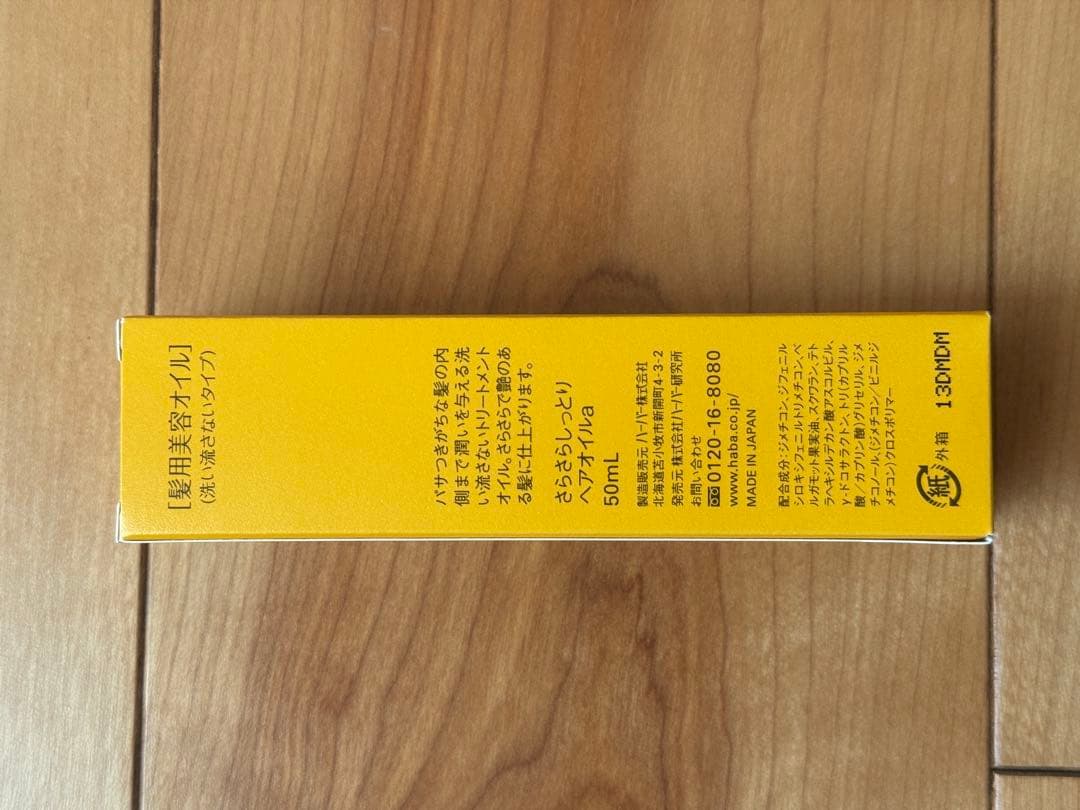 [髪用美容オイル]
(洗い流さないタイプ)
パサつきがちな髪の内
側まで潤いを与える洗
い流さないトリートメント
オイル。さらさらで艶のあ
る髪に仕上がります。
さらさらしっとり
ヘアオイルa
50mL
製造販売元 ハーバー株式会社
北海道苫小牧市新開町4-3-2
発売元 株式会社ハーバー研究所
お問い合わせ
0120-16-8080
www.haba.co.jp/
MADE IN JAPAN
配合成分:ジメチコン、ジフェニル
シロキシフェニルトリメチコン、ベ
ルガモット果実油、スクワラン、テト
ラヘキシルデカン酸アスコルビル、
γ-ドコサラクトン、トリ(カプリル
酸/カプリン酸)グリセリル、ジメ
チコノール、(ジメチコン/ビニルジ
メチコン)クロスポリマー
紙 外箱 13DMDM